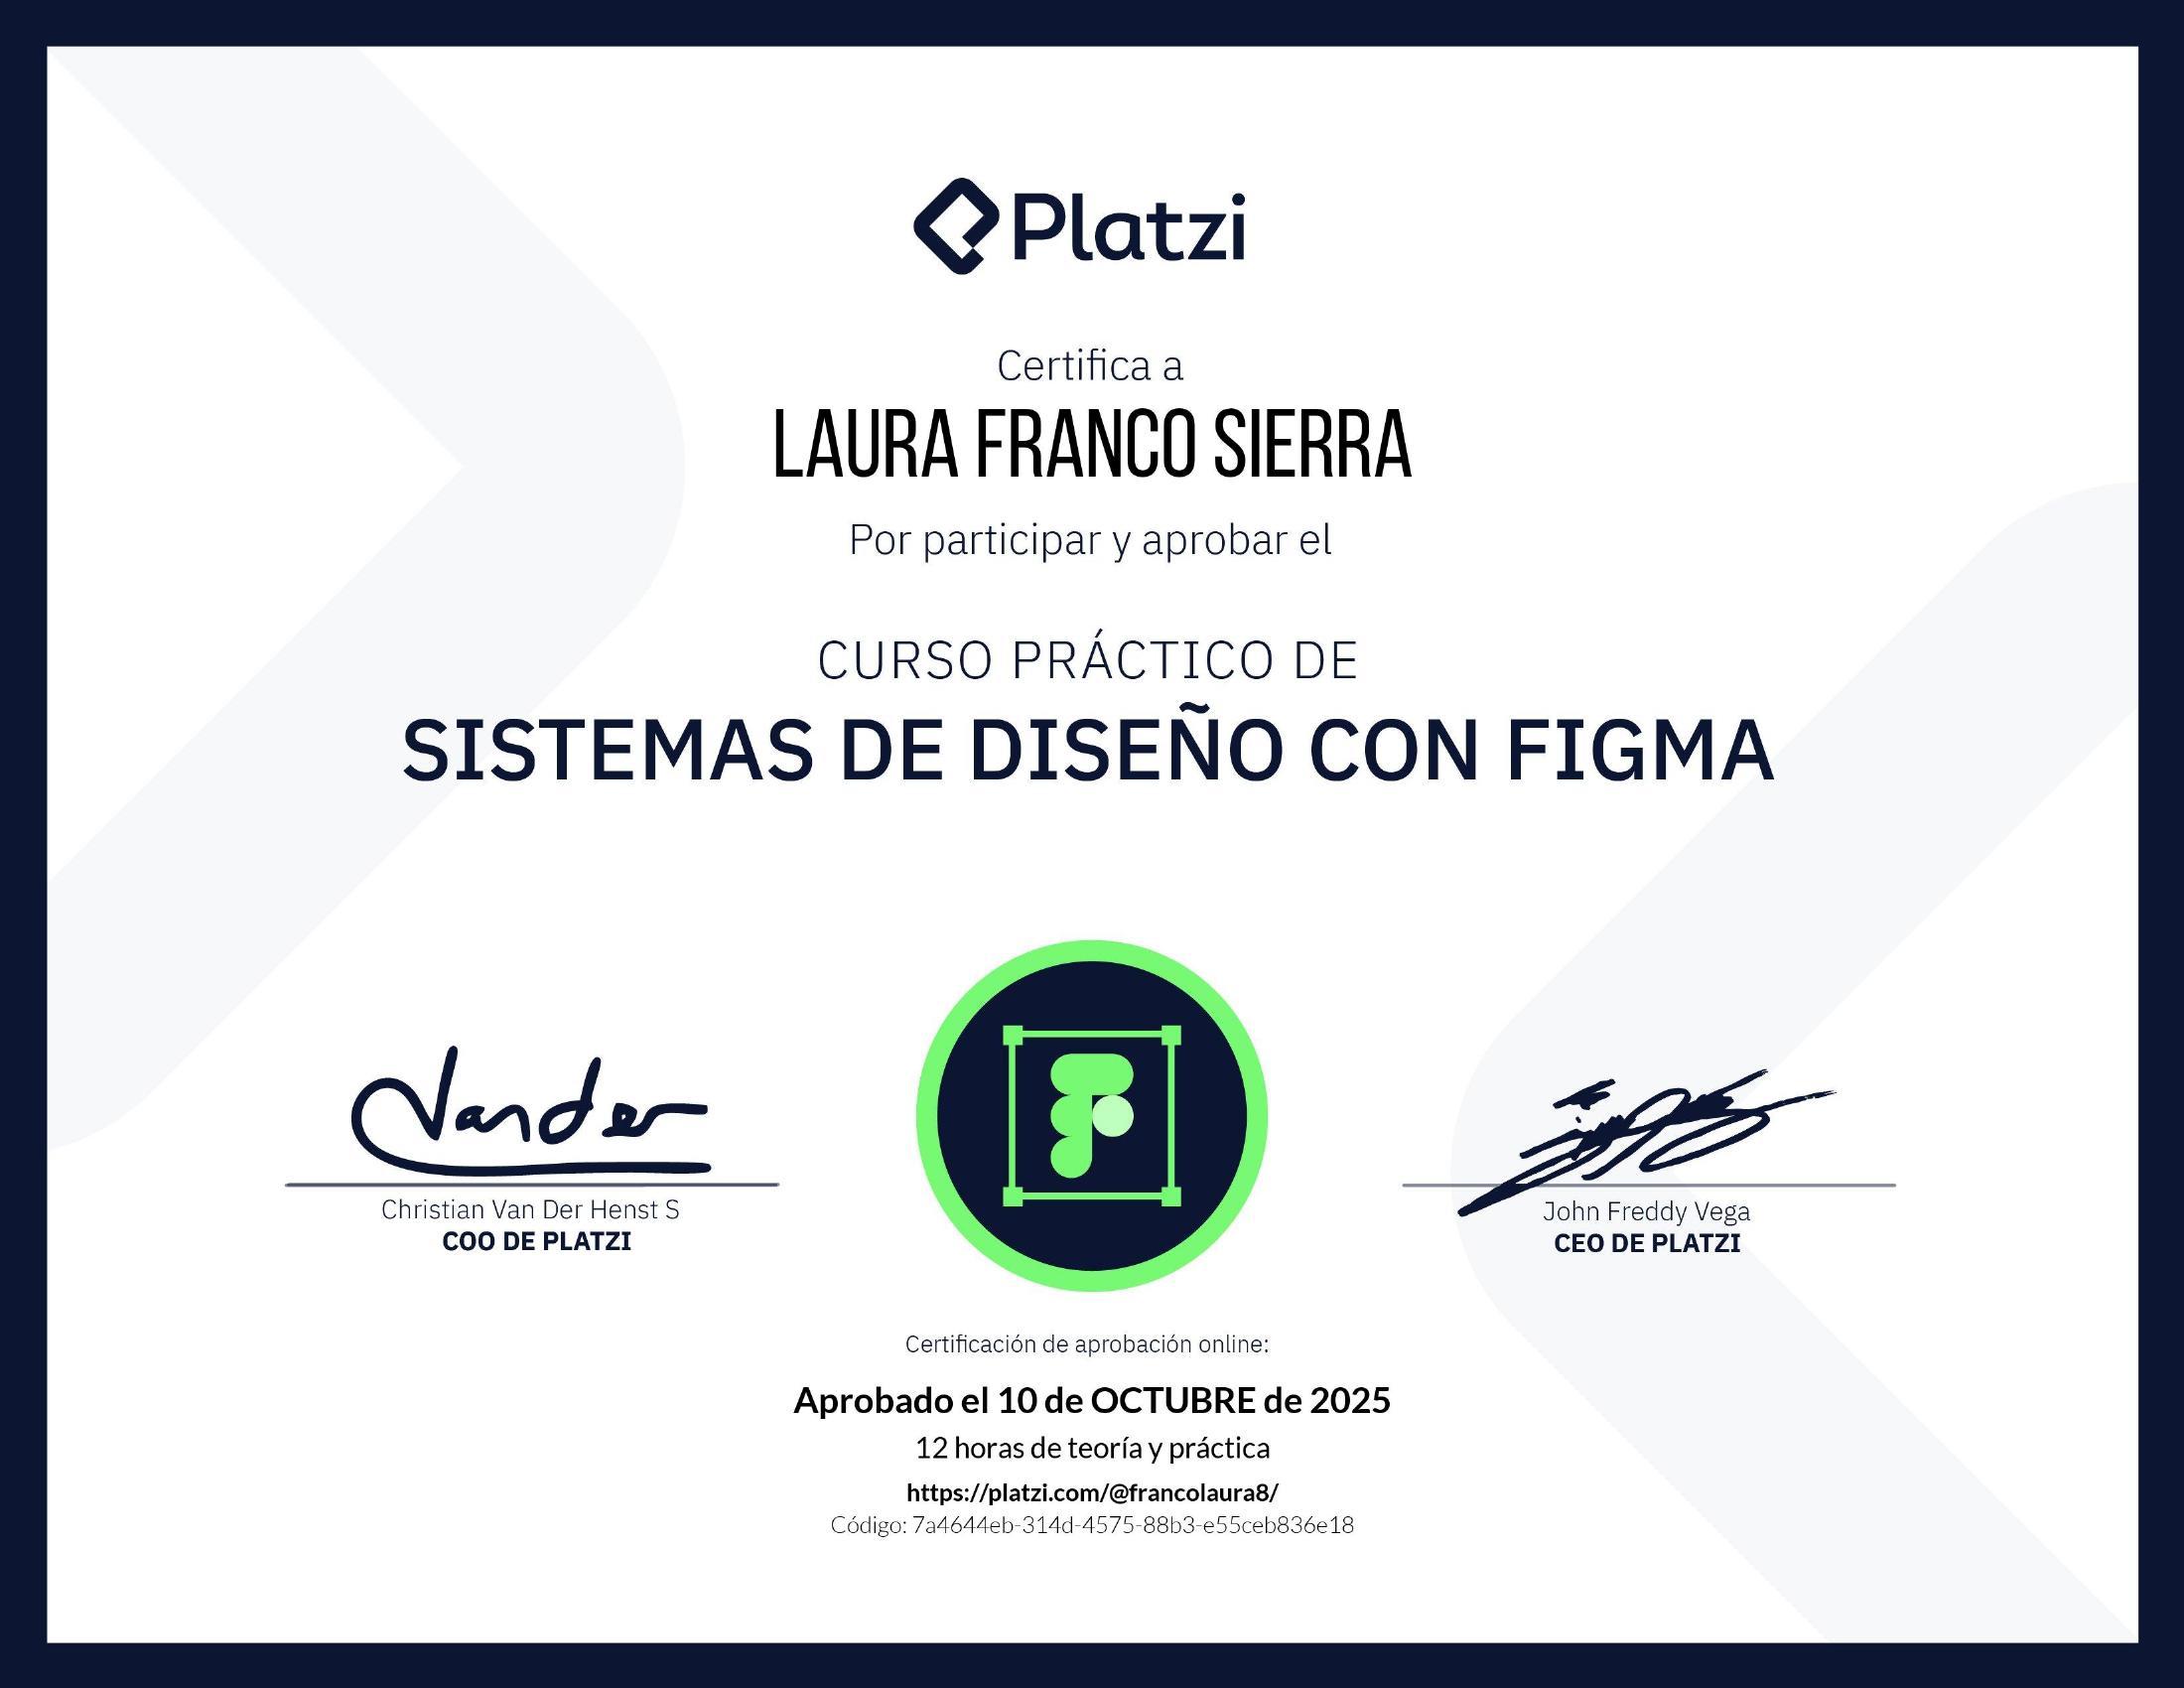 Platzi
Certifica a
LAURA FRANCO SIERRA
Por participar y aprobar el
CURSO PRÁCTICO DE
SISTEMAS DE DISEÑO CON FIGMA
Vander
Christian Van Der Henst S
COO DE PLATZI
John Freddy Vega
CEO DE PLATZI
Certificación de aprobación online:
Aprobado el 10 de OCTUBRE de 2025
12 horas de teoría y práctica
https://platzi.com/@francolaura8/
Código: 7a4644eb-314d-4575-88b3-e55ceb836e18